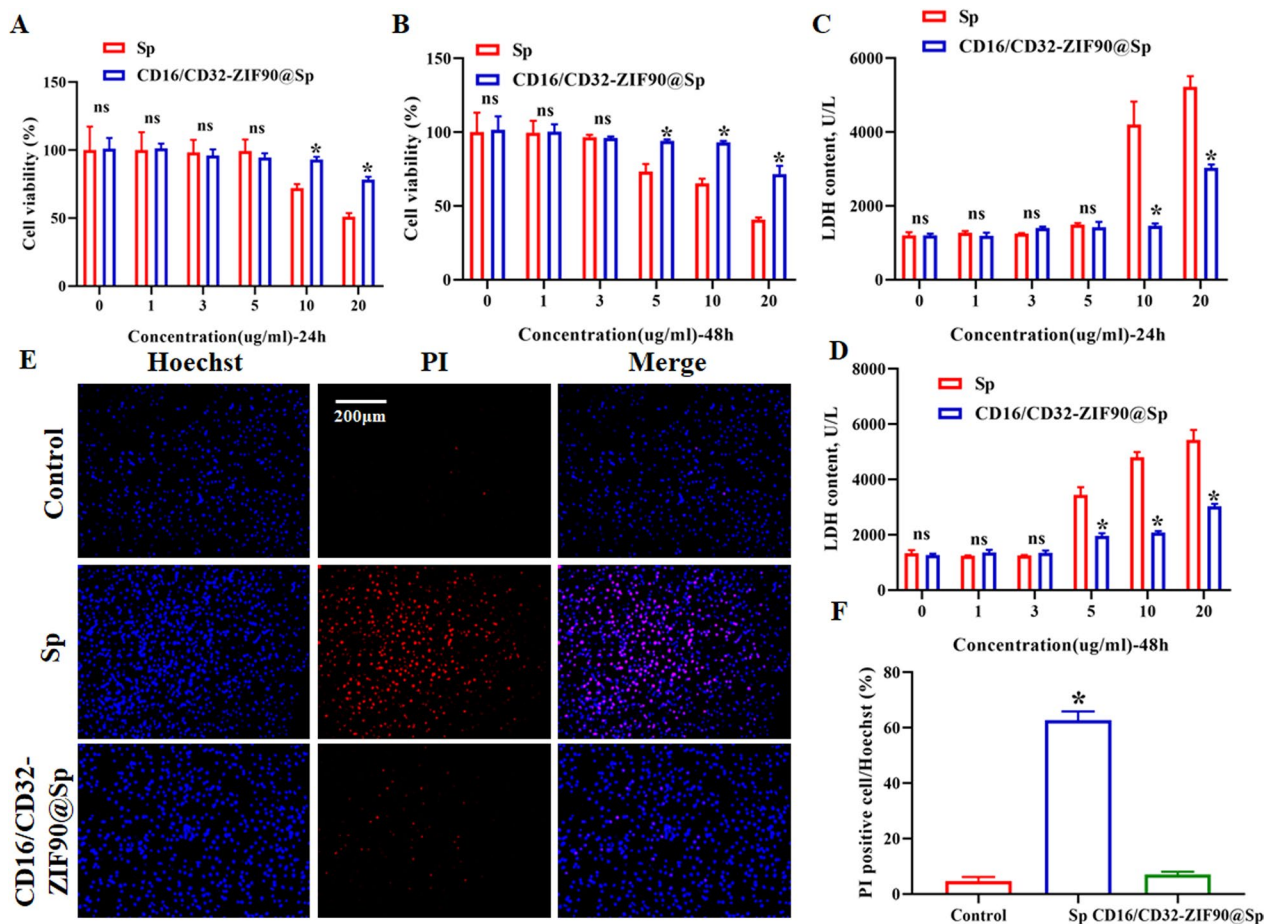 A
Sp
CD16/CD32-ZIF90@Sp
150
100
50
0
Cell viability (%)
ns
ns
ns
ns
*
*
0 1 3 5 10 20
Concentration(ug/ml)-24h
B
Sp
CD16/CD32-ZIF90@Sp
150
100
50
0
Cell viability (%)
ns
ns
ns
*
*
*
0 1 3 5 10 20
Concentration(ug/ml)-48h
C
Sp
CD16/CD32-ZIF90@Sp
6000
4000
2000
0
LDH content, U/L
ns
ns
ns
ns
*
*
0 1 3 5 10 20
Concentration(ug/ml)-24h
D
Sp
CD16/CD32-ZIF90@Sp
8000
6000
4000
2000
0
LDH content, U/L
ns
ns
ns
*
*
*
0 1 3 5 10 20
Concentration(ug/ml)-48h
E
Hoechst
PI
Merge
200μm
Control
Sp
CD16/CD32-
ZIF90@Sp
F
80
60
40
20
0
PI positive cell/Hoechst (%)
*
Control
Sp
CD16/CD32-ZIF90@Sp